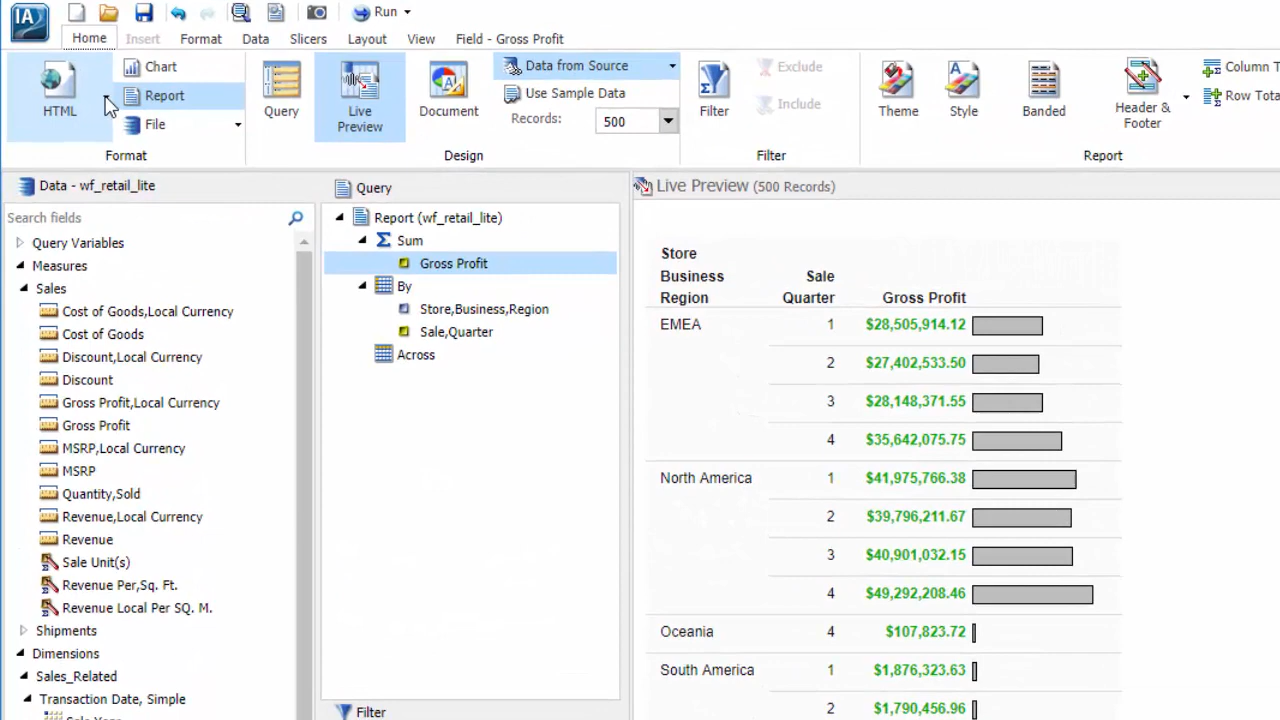 IA
Run
Home Insert Format Data Slicers Layout View Field - Gross Profit
HTML
Chart
Report
File
Format
Query
Live
Preview
Document
Data from Source
Use Sample Data
Records: 500
Design
Filter
Exclude
Include
Filter
Theme
Style
Banded
Header &
Footer
Column T
Row Tota
Report
Data - wf_retail_lite
Search fields
Query Variables
Measures
Sales
Cost of Goods,Local Currency
Cost of Goods
Discount,Local Currency
Discount
Gross Profit,Local Currency
Gross Profit
MSRP,Local Currency
MSRP
Quantity,Sold
Revenue,Local Currency
Revenue
Sale Unit(s)
Revenue Per,Sq. Ft.
Revenue Local Per SQ. M.
Shipments
Dimensions
Sales_Related
Transaction Date, Simple
Query
Report (wf_retail_lite)
Sum
Gross Profit
By
Store,Business,Region
Sale,Quarter
Across
Filter
Live Preview (500 Records)
Store
Business Sale
Region Quarter Gross Profit
EMEA 1 $28,505,914.12
2 $27,402,533.50
3 $28,148,371.55
4 $35,642,075.75
North America 1 $41,975,766.38
2 $39,796,211.67
3 $40,901,032.15
4 $49,292,208.46
Oceania 4 $107,823.72
South America 1 $1,876,323.63
2 $1,790,456.96